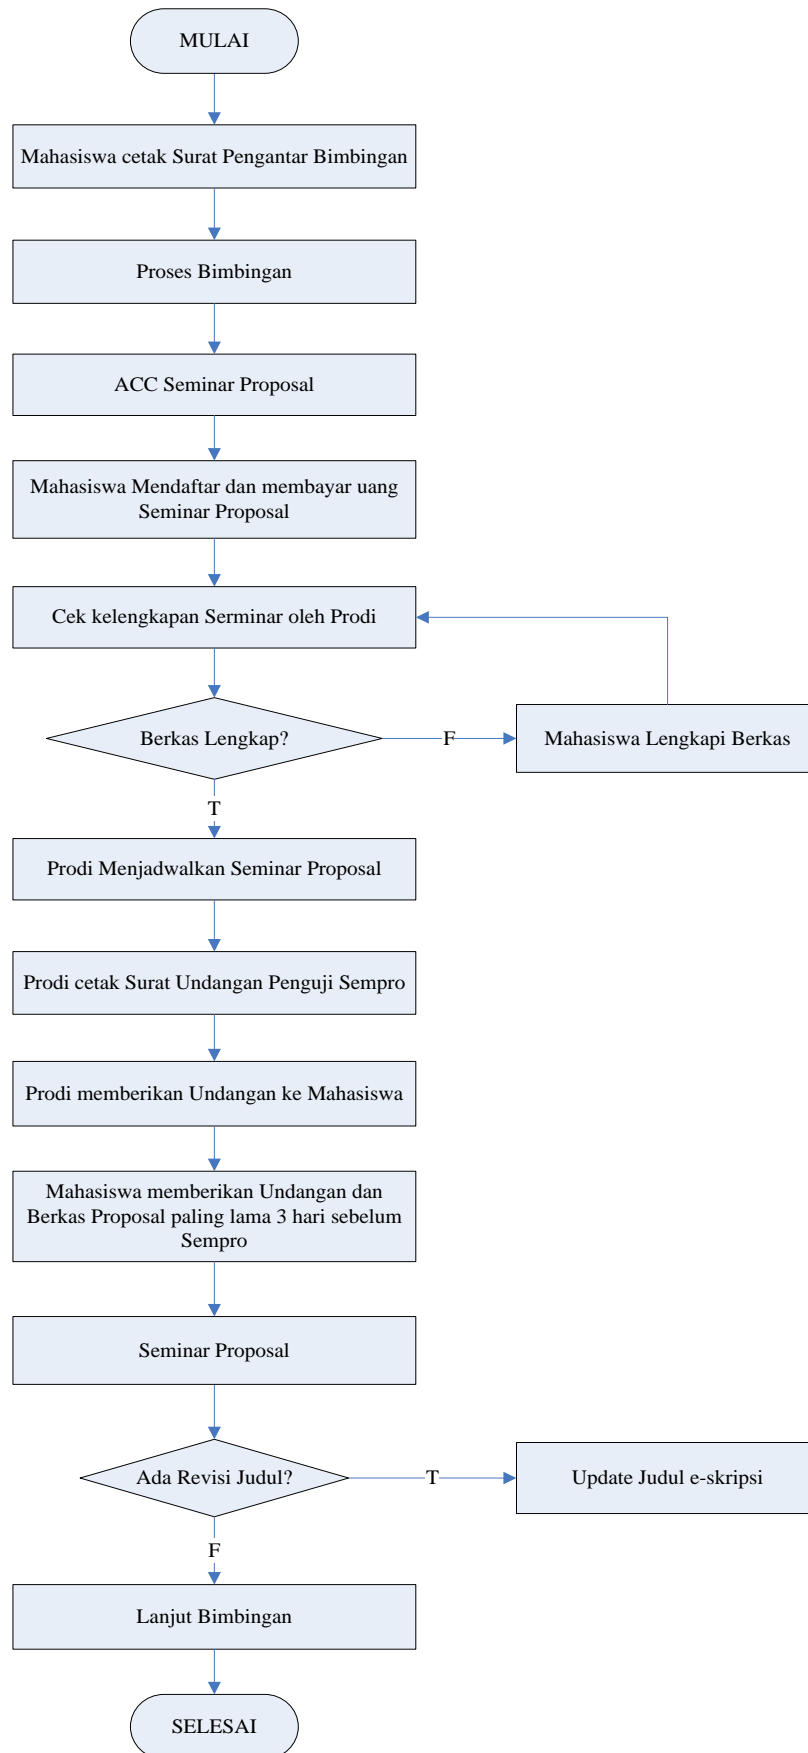 MULAI
Mahasiswa cetak Surat Pengantar Bimbingan
Proses Bimbingan
ACC Seminar Proposal
Mahasiswa Mendaftar dan membayar uang
Seminar Proposal
Cek kelengkapan Serminar oleh Prodi
Berkas Lengkap?
F
Mahasiswa Lengkapi Berkas
T
Prodi Menjadwalkan Seminar Proposal
Prodi cetak Surat Undangan Penguji Sempro
Prodi memberikan Undangan ke Mahasiswa
Mahasiswa memberikan Undangan dan
Berkas Proposal paling lama 3 hari sebelum
Sempro
Seminar Proposal
Ada Revisi Judul?
T
Update Judul e-skripsi
F
Lanjut Bimbingan
SELESAI